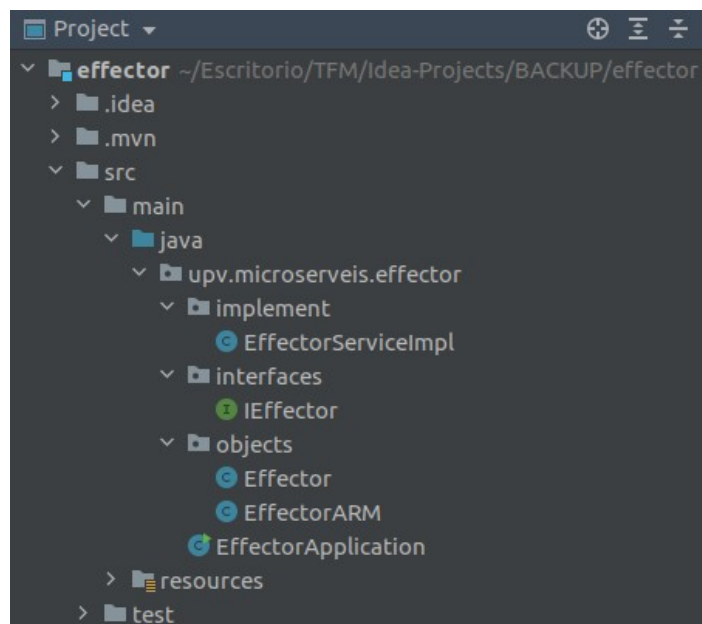 Project
effector ~/Escritorio/TFM/Idea-Projects/BACKUP/effector
.idea
.mvn
src
main
java
upv.microserveis.effector
implement
C EffectorServiceImpl
interfaces
I IEffector
objects
C Effector
C EffectorARM
C EffectorApplication
resources
test